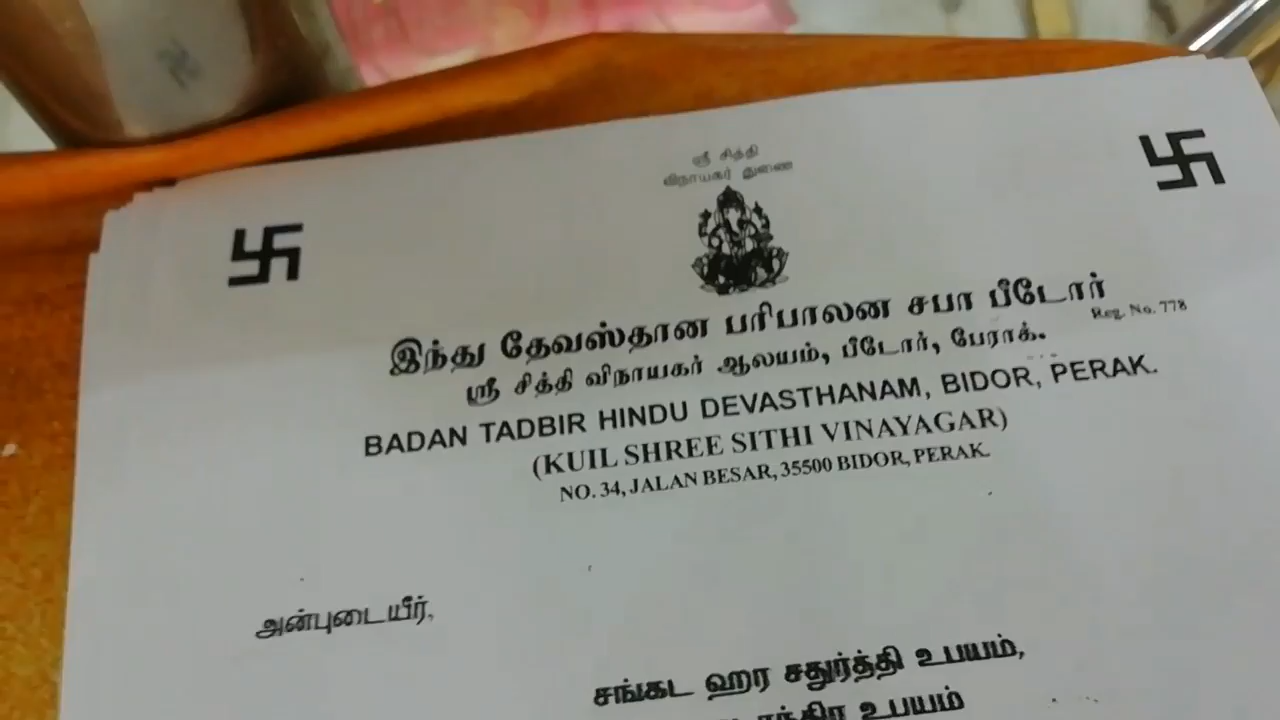 ஸ்ரீ சித்தி
விநாயகர் துணை
இந்து தேவஸ்தான பரிபாலன சபா பீடோர்
Reg. No. 778
ஸ்ரீ சித்தி விநாயகர் ஆலயம், பீடோர், பேராக்.
BADAN TADBIR HINDU DEVASTHANAM, BIDOR, PERAK.
(KUIL SHREE SITHI VINAYAGAR)
NO. 34, JALAN BESAR, 35500 BIDOR, PERAK.
அன்புடையீர்,
சங்கட ஹர சதுர்த்தி உபயம்,
உபயம்